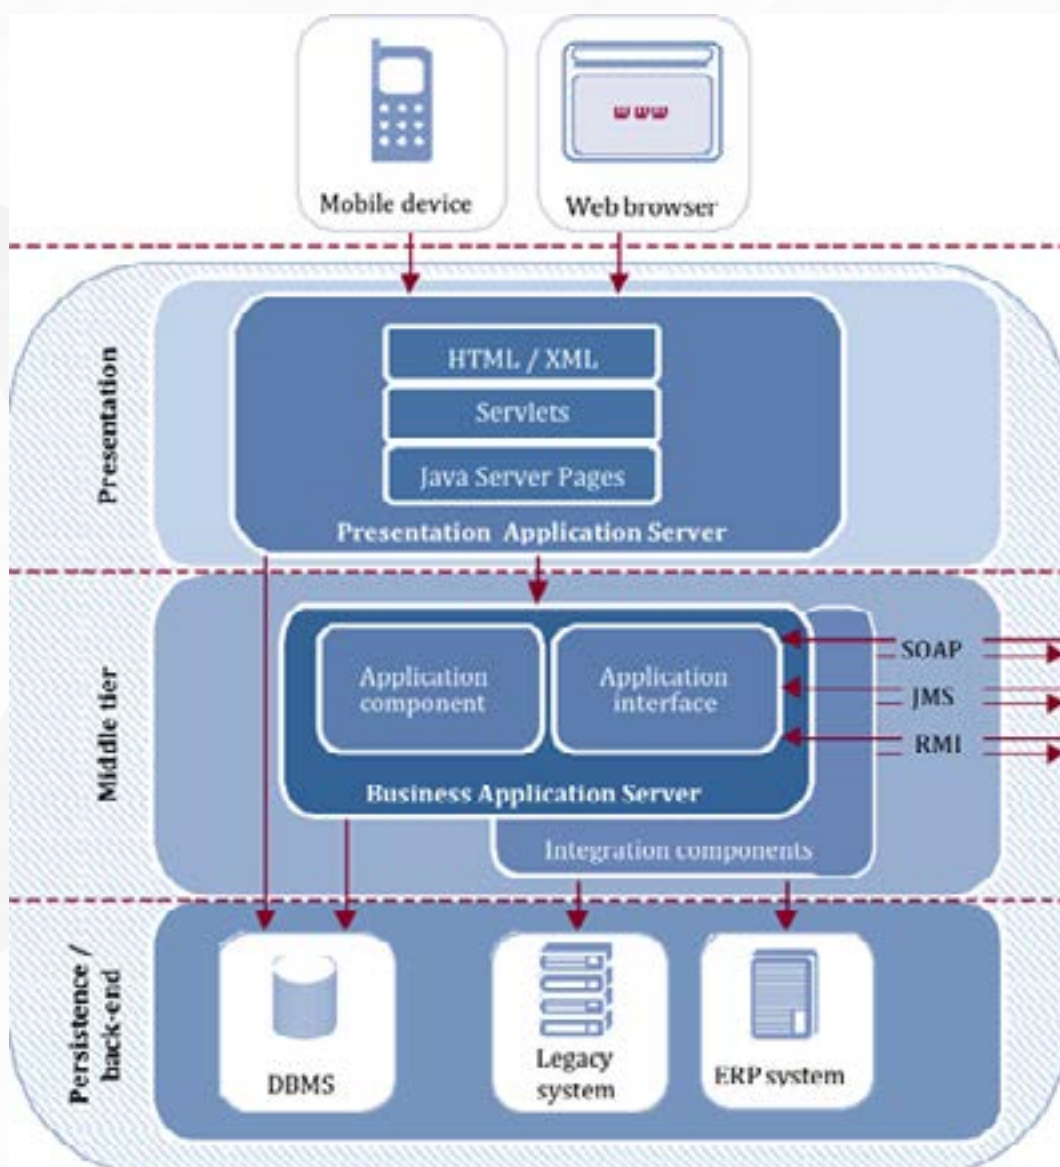 www
Mobile device
Web browser
Presentation
HTML / XML
Servlets
Java Server Pages
Presentation Application Server
Middle tier
Application
component
Application
interface
SOAP
JMS
RMI
Business Application Server
Integration components
Persistence /
back-end
DBMS
Legacy
system
ERP system